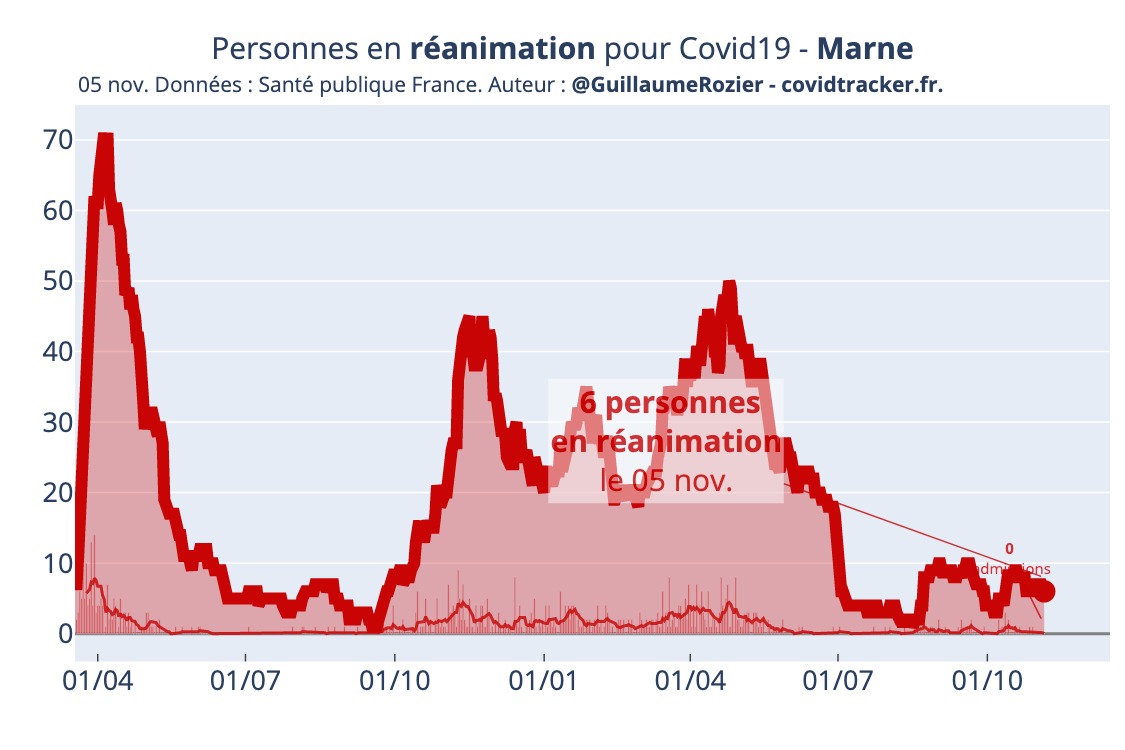 Personnes en réanimation pour Covid19 - Marne
05 nov. Données : Santé publique France. Auteur : @GuillaumeRozier - covidtracker.fr.
70
60
50
40
30
20
10
0
6 personnes
en réanimation
le 05 nov.
0
admissions
01/04
01/07
01/10
01/01
01/04
01/07
01/10